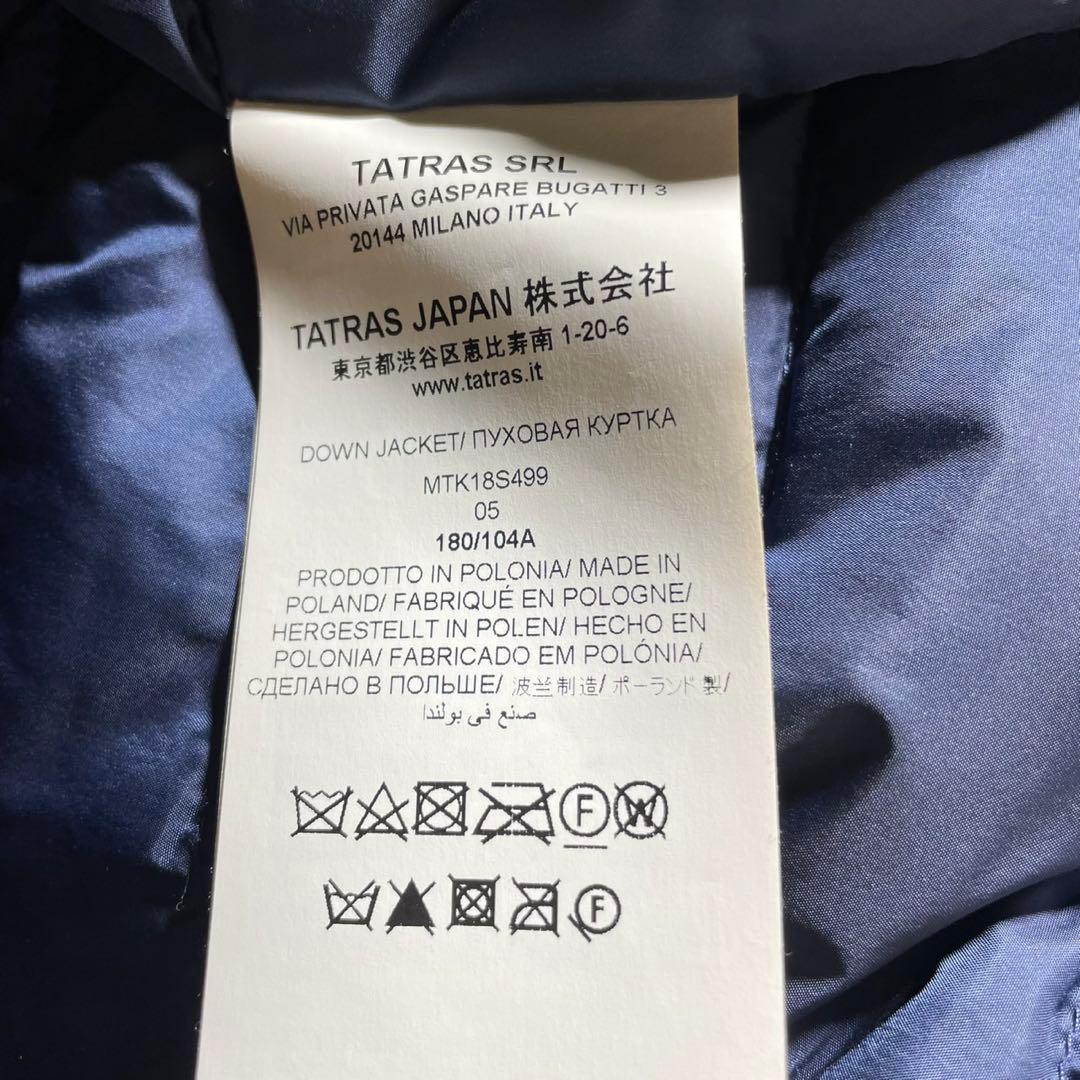 TATRAS SRL
VIA PRIVATA GASPARE BUGATTI 3
20144 MILANO ITALY
TATRAS JAPAN 株式会社
東京都渋谷区恵比寿南 1-20-6
www.tatras.it
DOWN JACKET/ ПУХОВАЯ КУРТКА
MTK18S499
05
180/104A
PRODOTTO IN POLONIA/ MADE IN
POLAND/ FABRIQUÉ EN POLOGNE/
HERGESTELLT IN POLEN/ HECHO EN
POLONIA/ FABRICADO EM POLÓNIA/
СДЕЛАНО В ПОЛЬШЕ/ 波兰制造/ ポーランド製/
صنع في بولندا
F W
F